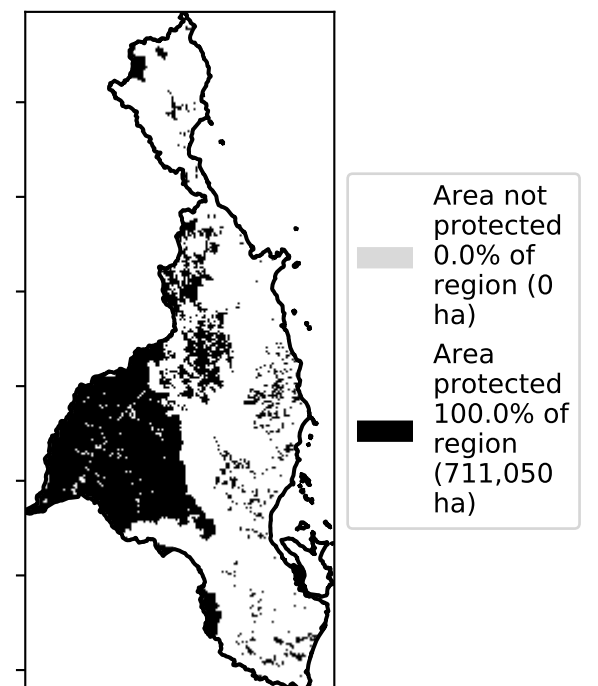 Area not
protected
0.0% of
region (0
ha)
Area
protected
100.0% of
region
(711,050
ha)